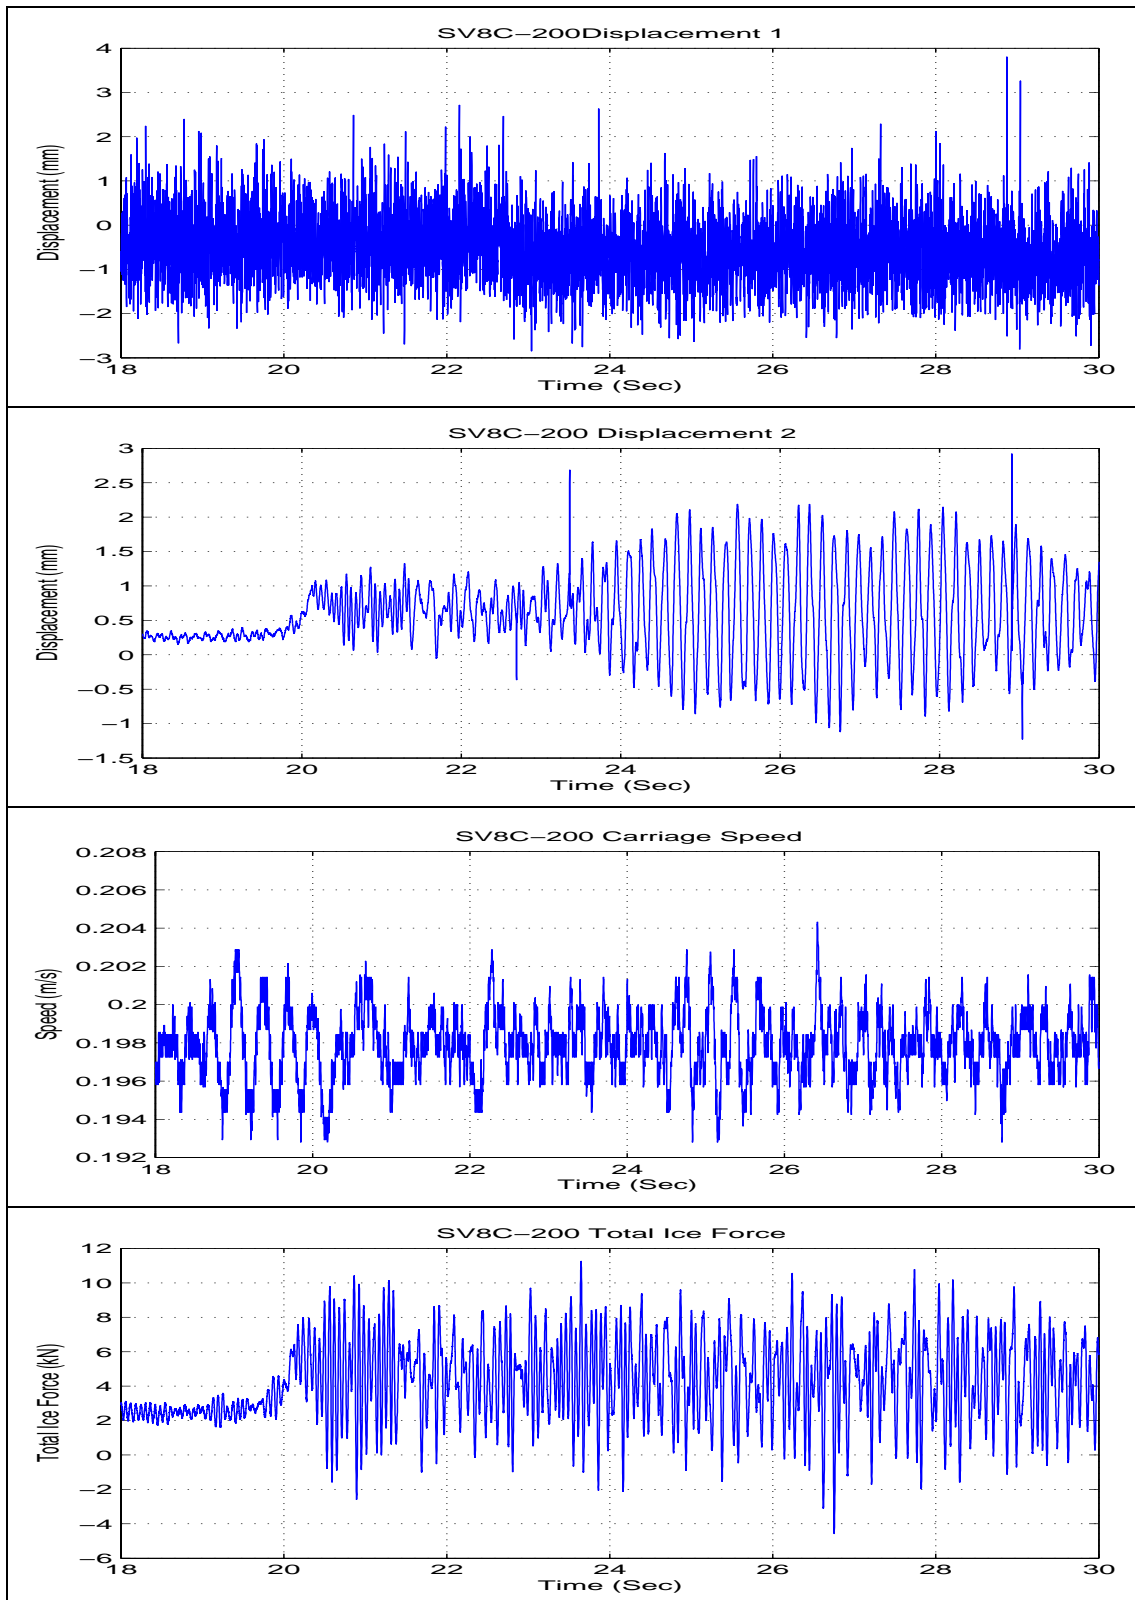 SV8C−200Displacement 1
4
3
2
1
0
−1
−2
−3
Displacement (mm)
18 20 22 24 26 28 30
Time (Sec)
SV8C−200 Displacement 2
3
2.5
2
1.5
1
0.5
0
−0.5
−1
−1.5
Displacement (mm)
18 20 22 24 26 28 30
Time (Sec)
SV8C−200 Carriage Speed
0.208
0.206
0.204
0.202
0.2
0.198
0.196
0.194
0.192
Speed (m/s)
18 20 22 24 26 28 30
Time (Sec)
SV8C−200 Total Ice Force
12
10
8
6
4
2
0
−2
−4
−6
Total Ice Force (kN)
18 20 22 24 26 28 30
Time (Sec)